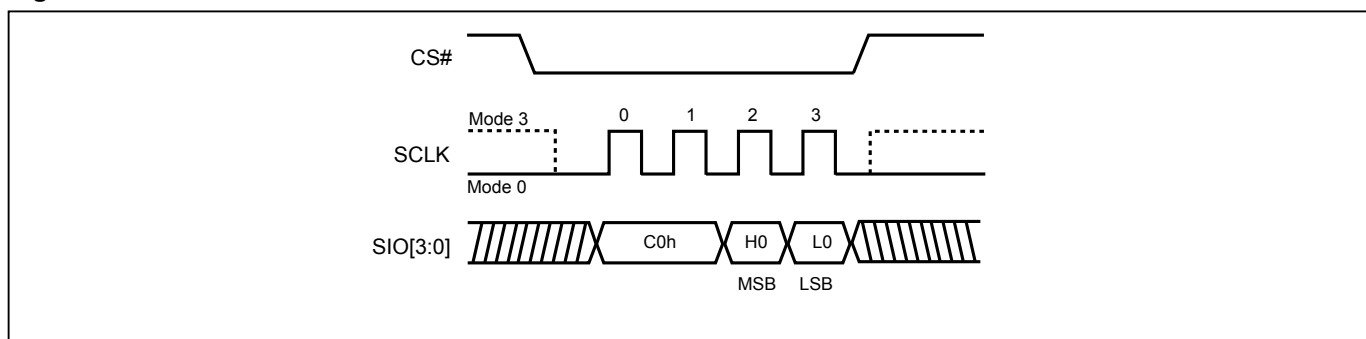 CS#
Mode 3
0 1 2 3
SCLK
Mode 0
SIO[3:0]
C0h H0 L0
MSB LSB